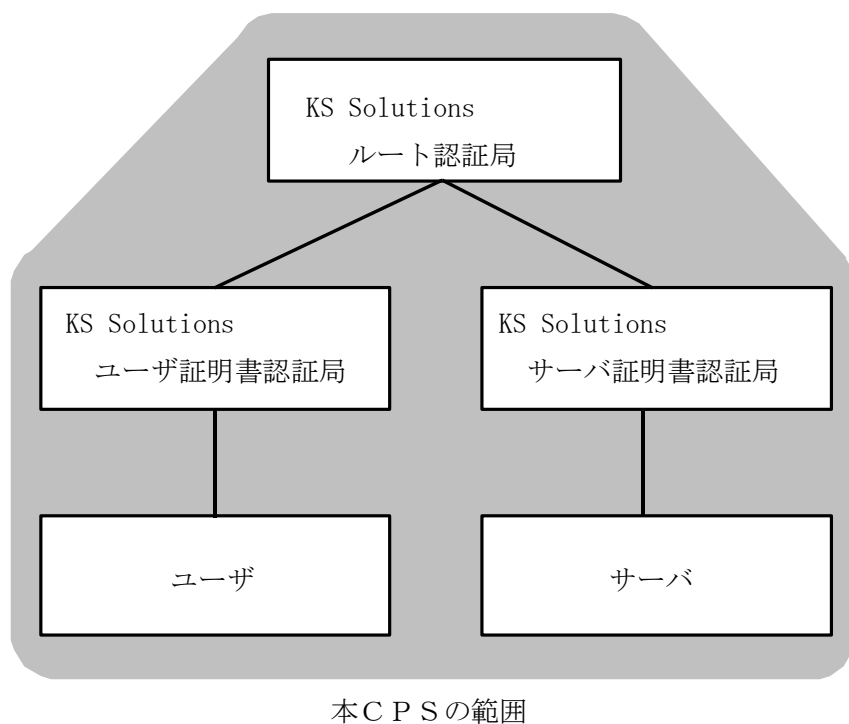 KS Solutions
ルート認証局
KS Solutions
ユーザ証明書認証局
KS Solutions
サーバ証明書認証局
ユーザ
サーバ
本ＣＰＳの範囲